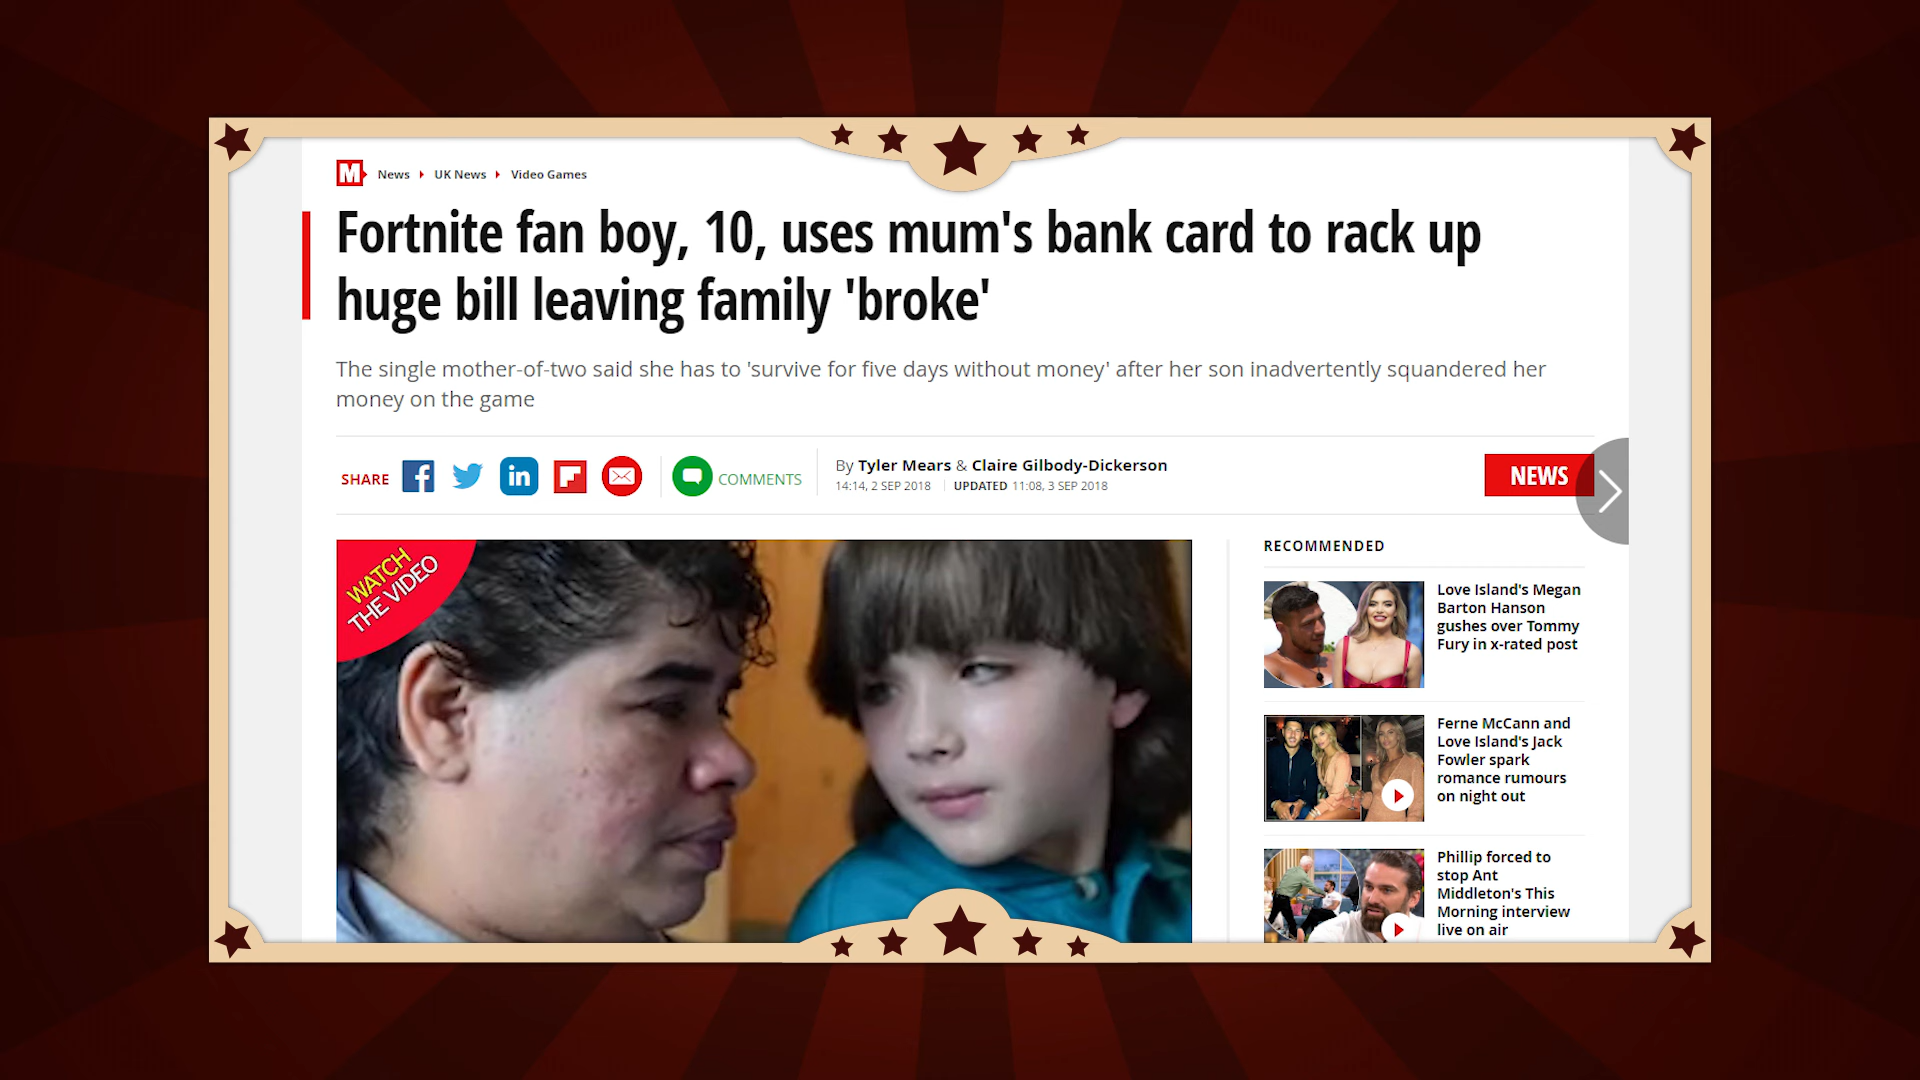 M News UK News Video Games
Fortnite fan boy, 10, uses mum's bank card to rack up
huge bill leaving family 'broke'
The single mother-of-two said she has to 'survive for five days without money' after her son inadvertently squandered her
money on the game
SHARE
COMMENTS
By Tyler Mears & Claire Gilbody-Dickerson
14:14, 2 SEP 2018 UPDATED 11:08, 3 SEP 2018
NEWS
WATCH
THE VIDEO
RECOMMENDED
Love Island's Megan
Barton Hanson
gushes over Tommy
Fury in x-rated post
Ferne McCann and
Love Island's Jack
Fowler spark
romance rumours
on night out
Phillip forced to
stop Ant
Middleton's This
Morning interview
live on air